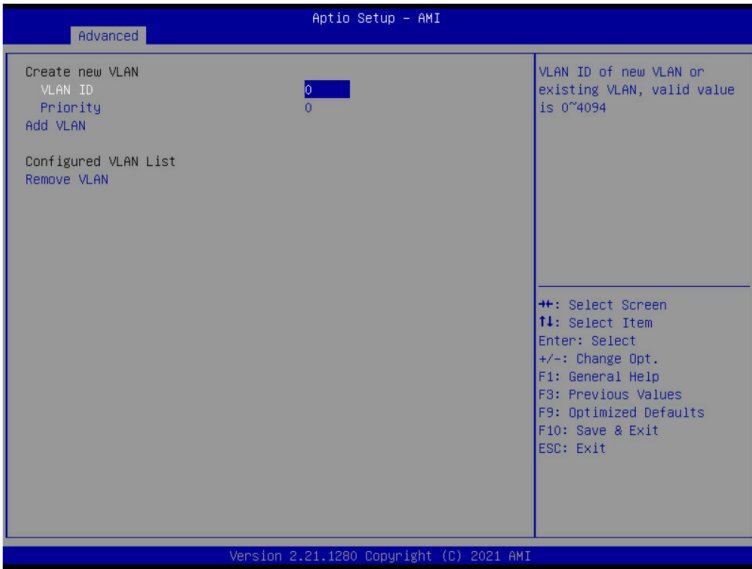 Aptio Setup – AMI
Advanced
Create new VLAN
VLAN ID 0
Priority 0
Add VLAN
Configured VLAN List
Remove VLAN
VLAN ID of new VLAN or
existing VLAN, valid value
is 0~4094
→←: Select Screen
↑↓: Select Item
Enter: Select
+/-: Change Opt.
F1: General Help
F3: Previous Values
F9: Optimized Defaults
F10: Save & Exit
ESC: Exit
Version 2.21.1280 Copyright (C) 2021 AMI